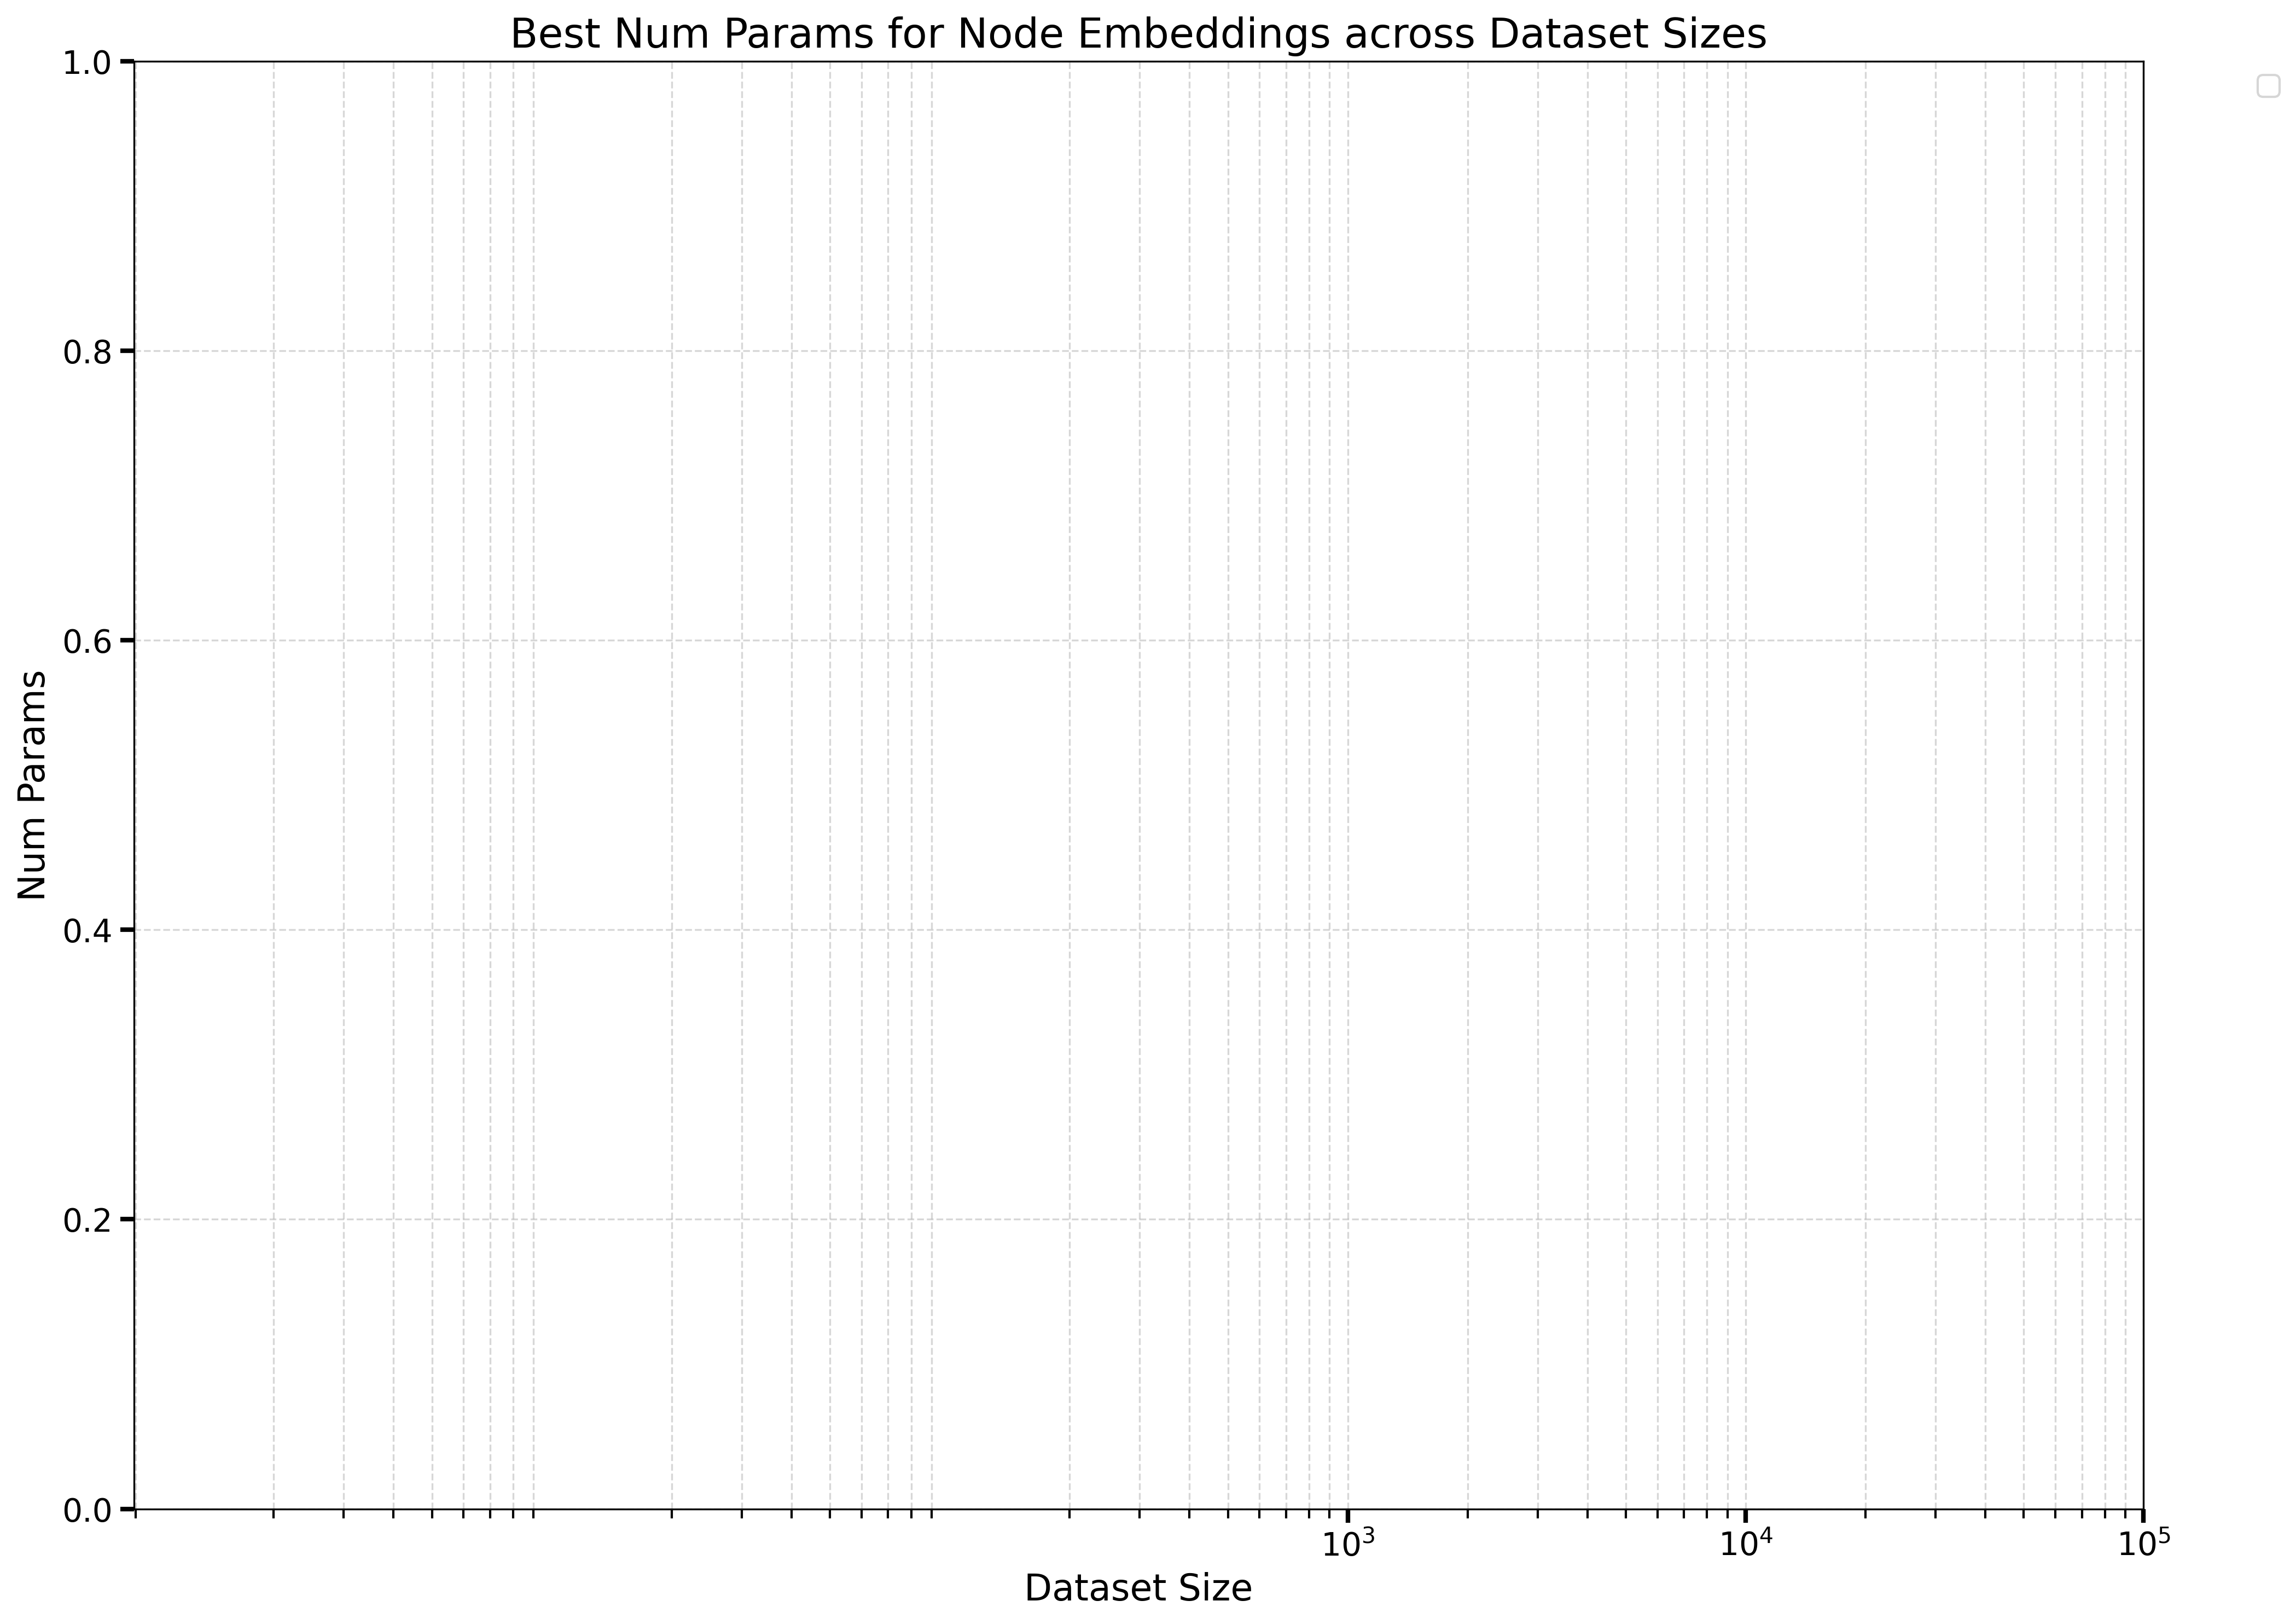 Best Num Params for Node Embeddings across Dataset Sizes
1.0
0.8
0.6
0.4
0.2
0.0
Num Params
10³ 10⁴ 10⁵
Dataset Size